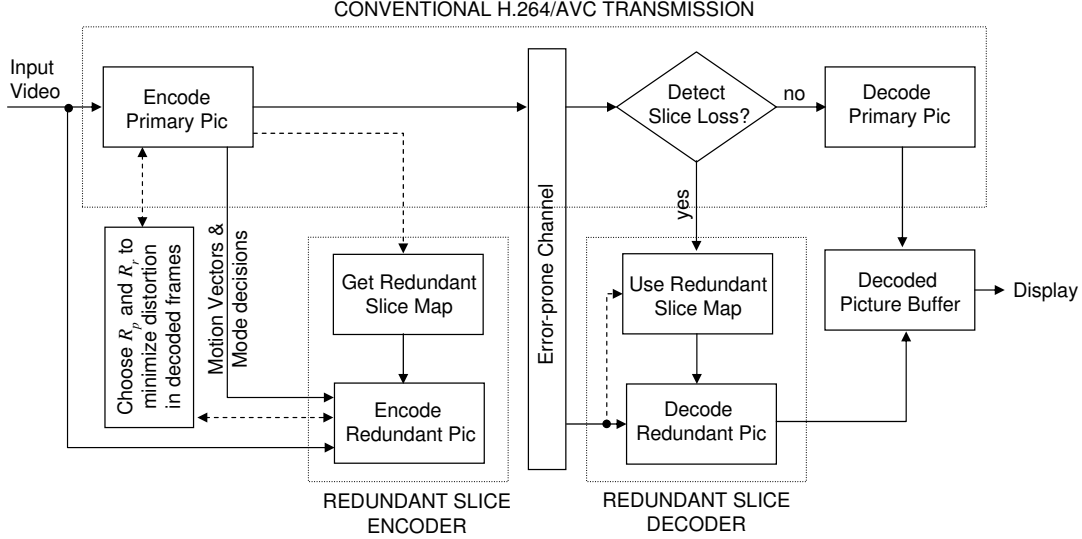 CONVENTIONAL H.264/AVC TRANSMISSION
Input
Video
Encode
Primary Pic
Detect
Slice Loss?
no
Decode
Primary Pic
yes
Choose R_p and R_r to
minimize distortion
in decoded frames
Motion Vectors &
Mode decisions
Get Redundant
Slice Map
Error-prone Channel
Use Redundant
Slice Map
Decoded
Picture Buffer
Display
Encode
Redundant Pic
Decode
Redundant Pic
REDUNDANT SLICE
ENCODER
REDUNDANT SLICE
DECODER